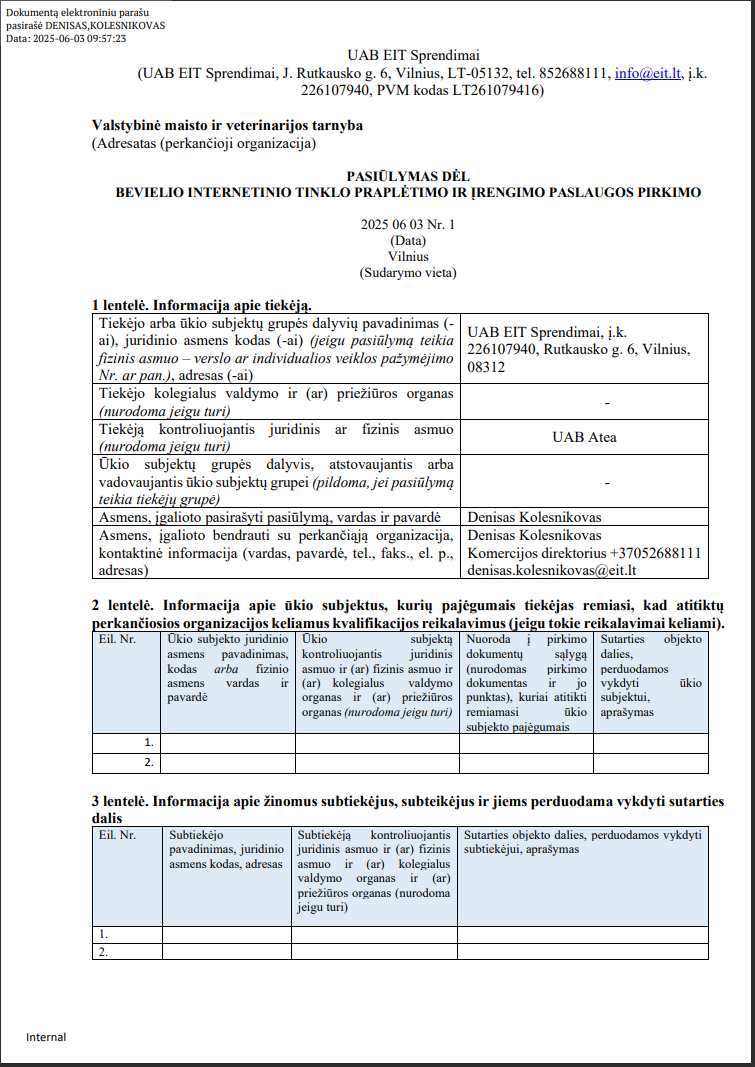 Dokumentą elektroniniu parašu
pasirašė DENISAS,KOLESNIKOVAS
Data: 2025-06-03 09:57:23
UAB EIT Sprendimai
(UAB EIT Sprendimai, J. Rutkausko g. 6, Vilnius, LT-05132, tel. 852688111, info@eit.lt, į.k.
226107940, PVM kodas LT261079416)
Valstybinė maisto ir veterinarijos tarnyba
(Adresatas (perkančioji organizacija)
PASIŪLYMAS DĖL
BEVIELIO INTERNETINIO TINKLO PRAPLĖTIMO IR ĮRENGIMO PASLAUGOS PIRKIMO
2025 06 03 Nr. 1
(Data)
Vilnius
(Sudarymo vieta)
1 lentelė. Informacija apie tiekėją.
Tiekėjo arba ūkio subjektų grupės dalyvių pavadinimas (-
ai), juridinio asmens kodas (-ai) (jeigu pasiūlymą teikia
fizinis asmuo – verslo ar individualios veiklos pažymėjimo
Nr. ar pan.), adresas (-ai)
UAB EIT Sprendimai, į.k.
226107940, Rutkausko g. 6, Vilnius,
08312
Tiekėjo kolegialus valdymo ir (ar) priežiūros organas
(nurodoma jeigu turi)
-
Tiekėją kontroliuojantis juridinis ar fizinis asmuo
(nurodoma jeigu turi)
UAB Atea
Ūkio subjektų grupės dalyvis, atstovaujantis arba
vadovaujantis ūkio subjektų grupei (pildoma, jei pasiūlymą
teikia tiekėjų grupė)
-
Asmens, įgalioto pasirašyti pasiūlymą, vardas ir pavardė
Denisas Kolesnikovas
Asmens, įgalioto bendrauti su perkančiąją organizacija,
kontaktinė informacija (vardas, pavardė, tel., faks., el. p.,
adresas)
Denisas Kolesnikovas
Komercijos direktorius +37052688111
denisas.kolesnikovas@eit.lt
2 lentelė. Informacija apie ūkio subjektus, kurių pajėgumais tiekėjas remiasi, kad atitiktų
perkančiosios organizacijos keliamus kvalifikacijos reikalavimus (jeigu tokie reikalavimai keliami).
Eil. Nr.
Ūkio subjekto juridinio
asmens pavadinimas,
kodas arba fizinio
asmens vardas ir
pavardė
Ūkio subjektą
kontroliuojantis juridinis
asmuo ir (ar) fizinis asmuo ir
(ar) kolegialus valdymo
organas ir (ar) priežiūros
organas (nurodoma jeigu turi)
Nuoroda į pirkimo
dokumentų sąlygą
(nurodomas pirkimo
dokumentas ir jo
punktas), kuriai atitikti
remiamasi ūkio
subjekto pajėgumais
Sutarties objekto
dalies,
perduodamos
vykdyti ūkio
subjektui,
aprašymas
1.
2.
3 lentelė. Informacija apie žinomus subtiekėjus, subteikėjus ir jiems perduodama vykdyti sutarties
dalis
Eil. Nr.
Subtiekėjo
pavadinimas, juridinio
asmens kodas, adresas
Subtiekėją kontroliuojantis
juridinis asmuo ir (ar) fizinis
asmuo ir (ar) kolegialus
valdymo organas ir (ar)
priežiūros organas (nurodoma
jeigu turi)
Sutarties objekto dalies, perduodamos vykdyti
subtiekėjui, aprašymas
1.
2.
Internal